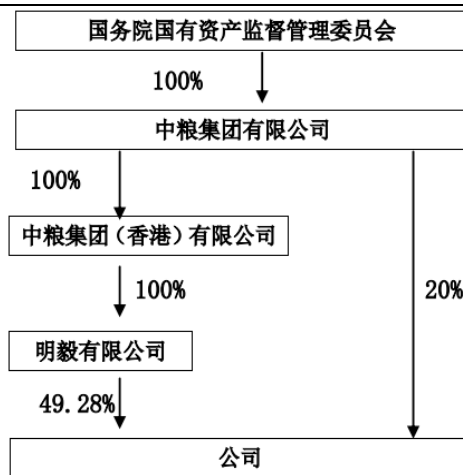 国务院国有资产监督管理委员会
100%
中粮集团有限公司
100%
中粮集团（香港）有限公司
100%
20%
明毅有限公司
49.28%
公司